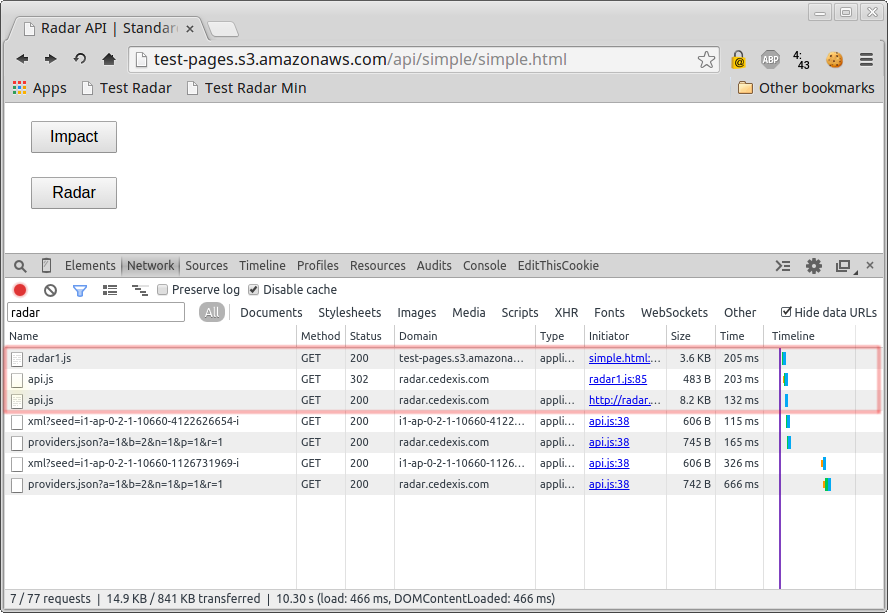 Radar API | Standar
test-pages.s3.amazonaws.com/api/simple/simple.html
ABP
4:
43
Apps Test Radar Test Radar Min Other bookmarks
Impact
Radar
Elements Network Sources Timeline Profiles Resources Audits Console EditThisCookie
Preserve log Disable cache
radar All Documents Stylesheets Images Media Scripts XHR Fonts WebSockets Other Hide data URLs
Name Method Status Domain Type Initiator Size Time Timeline
radar1.js GET 200 test-pages.s3.amazona... appli... simple.html:... 3.6 KB 205 ms
api.js GET 302 radar.cedexis.com radar1.js:85 483 B 203 ms
api.js GET 200 radar.cedexis.com appli... http://radar.... 8.2 KB 132 ms
xml?seed=i1-ap-0-2-1-10660-4122626654-i GET 200 i1-ap-0-2-1-10660-4122... appli... api.js:38 606 B 115 ms
providers.json?a=1&b=2&n=1&p=1&r=1 GET 200 radar.cedexis.com appli... api.js:38 745 B 165 ms
xml?seed=i1-ap-0-2-1-10660-1126731969-i GET 200 i1-ap-0-2-1-10660-1126... appli... api.js:38 606 B 326 ms
providers.json?a=1&b=2&n=1&p=1&r=1 GET 200 radar.cedexis.com appli... api.js:38 742 B 666 ms
7 / 77 requests | 14.9 KB / 841 KB transferred | 10.30 s (load: 466 ms, DOMContentLoaded: 466 ms)